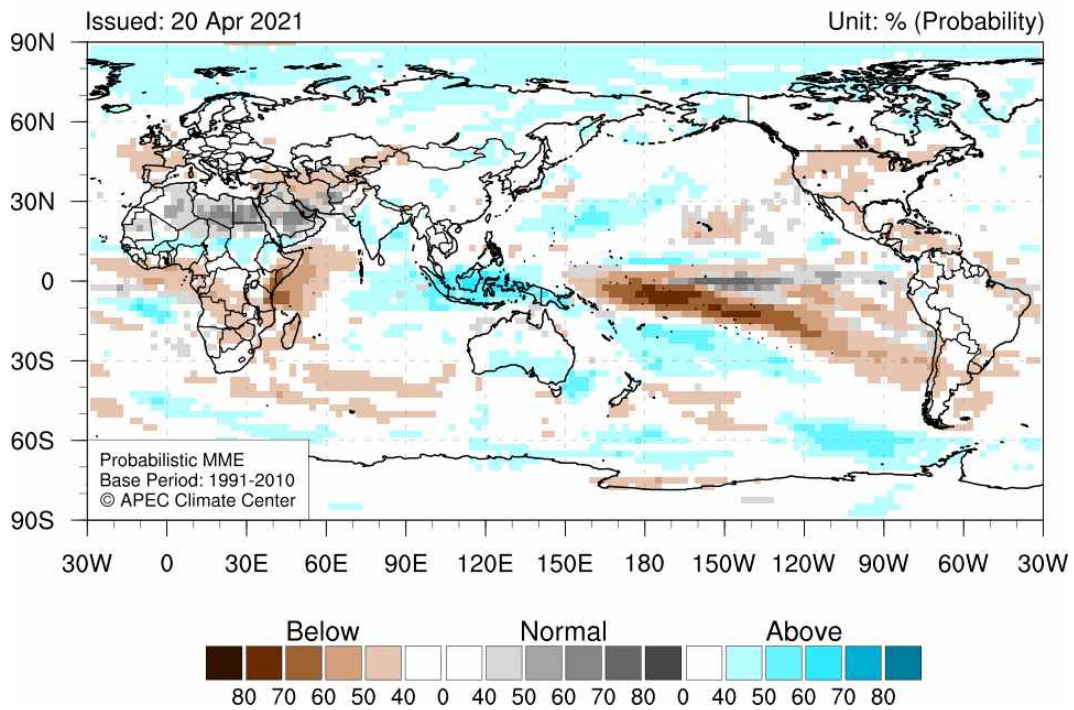 Issued: 20 Apr 2021 Unit: % (Probability)
90N
60N
30N
0
30S
60S
90S
Probabilistic MME
Base Period: 1991-2010
© APEC Climate Center
30W 0 30E 60E 90E 120E 150E 180 150W 120W 90W 60W 30W
Below Normal Above
80 70 60 50 40 0 40 50 60 70 80 0 40 50 60 70 80